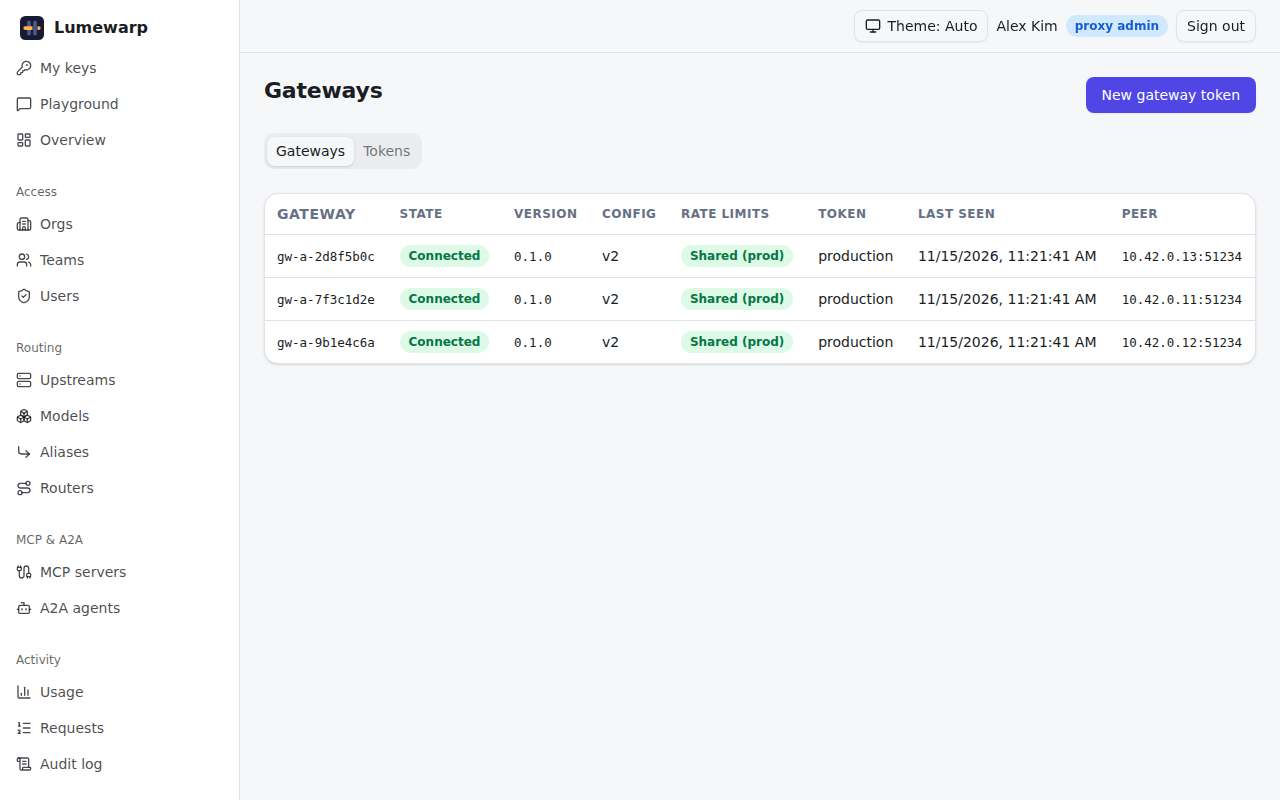 Lumewarp
My keys
Playground
Overview
Access
Orgs
Teams
Users
Routing
Upstreams
Models
Aliases
Routers
MCP & A2A
MCP servers
A2A agents
Activity
Usage
Requests
Audit log
Theme: Auto Alex Kim proxy admin Sign out
Gateways
New gateway token
Gateways Tokens
GATEWAY STATE VERSION CONFIG RATE LIMITS TOKEN LAST SEEN PEER
gw-a-2d8f5b0c Connected 0.1.0 v2 Shared (prod) production 11/15/2026, 11:21:41 AM 10.42.0.13:51234
gw-a-7f3c1d2e Connected 0.1.0 v2 Shared (prod) production 11/15/2026, 11:21:41 AM 10.42.0.11:51234
gw-a-9b1e4c6a Connected 0.1.0 v2 Shared (prod) production 11/15/2026, 11:21:41 AM 10.42.0.12:51234